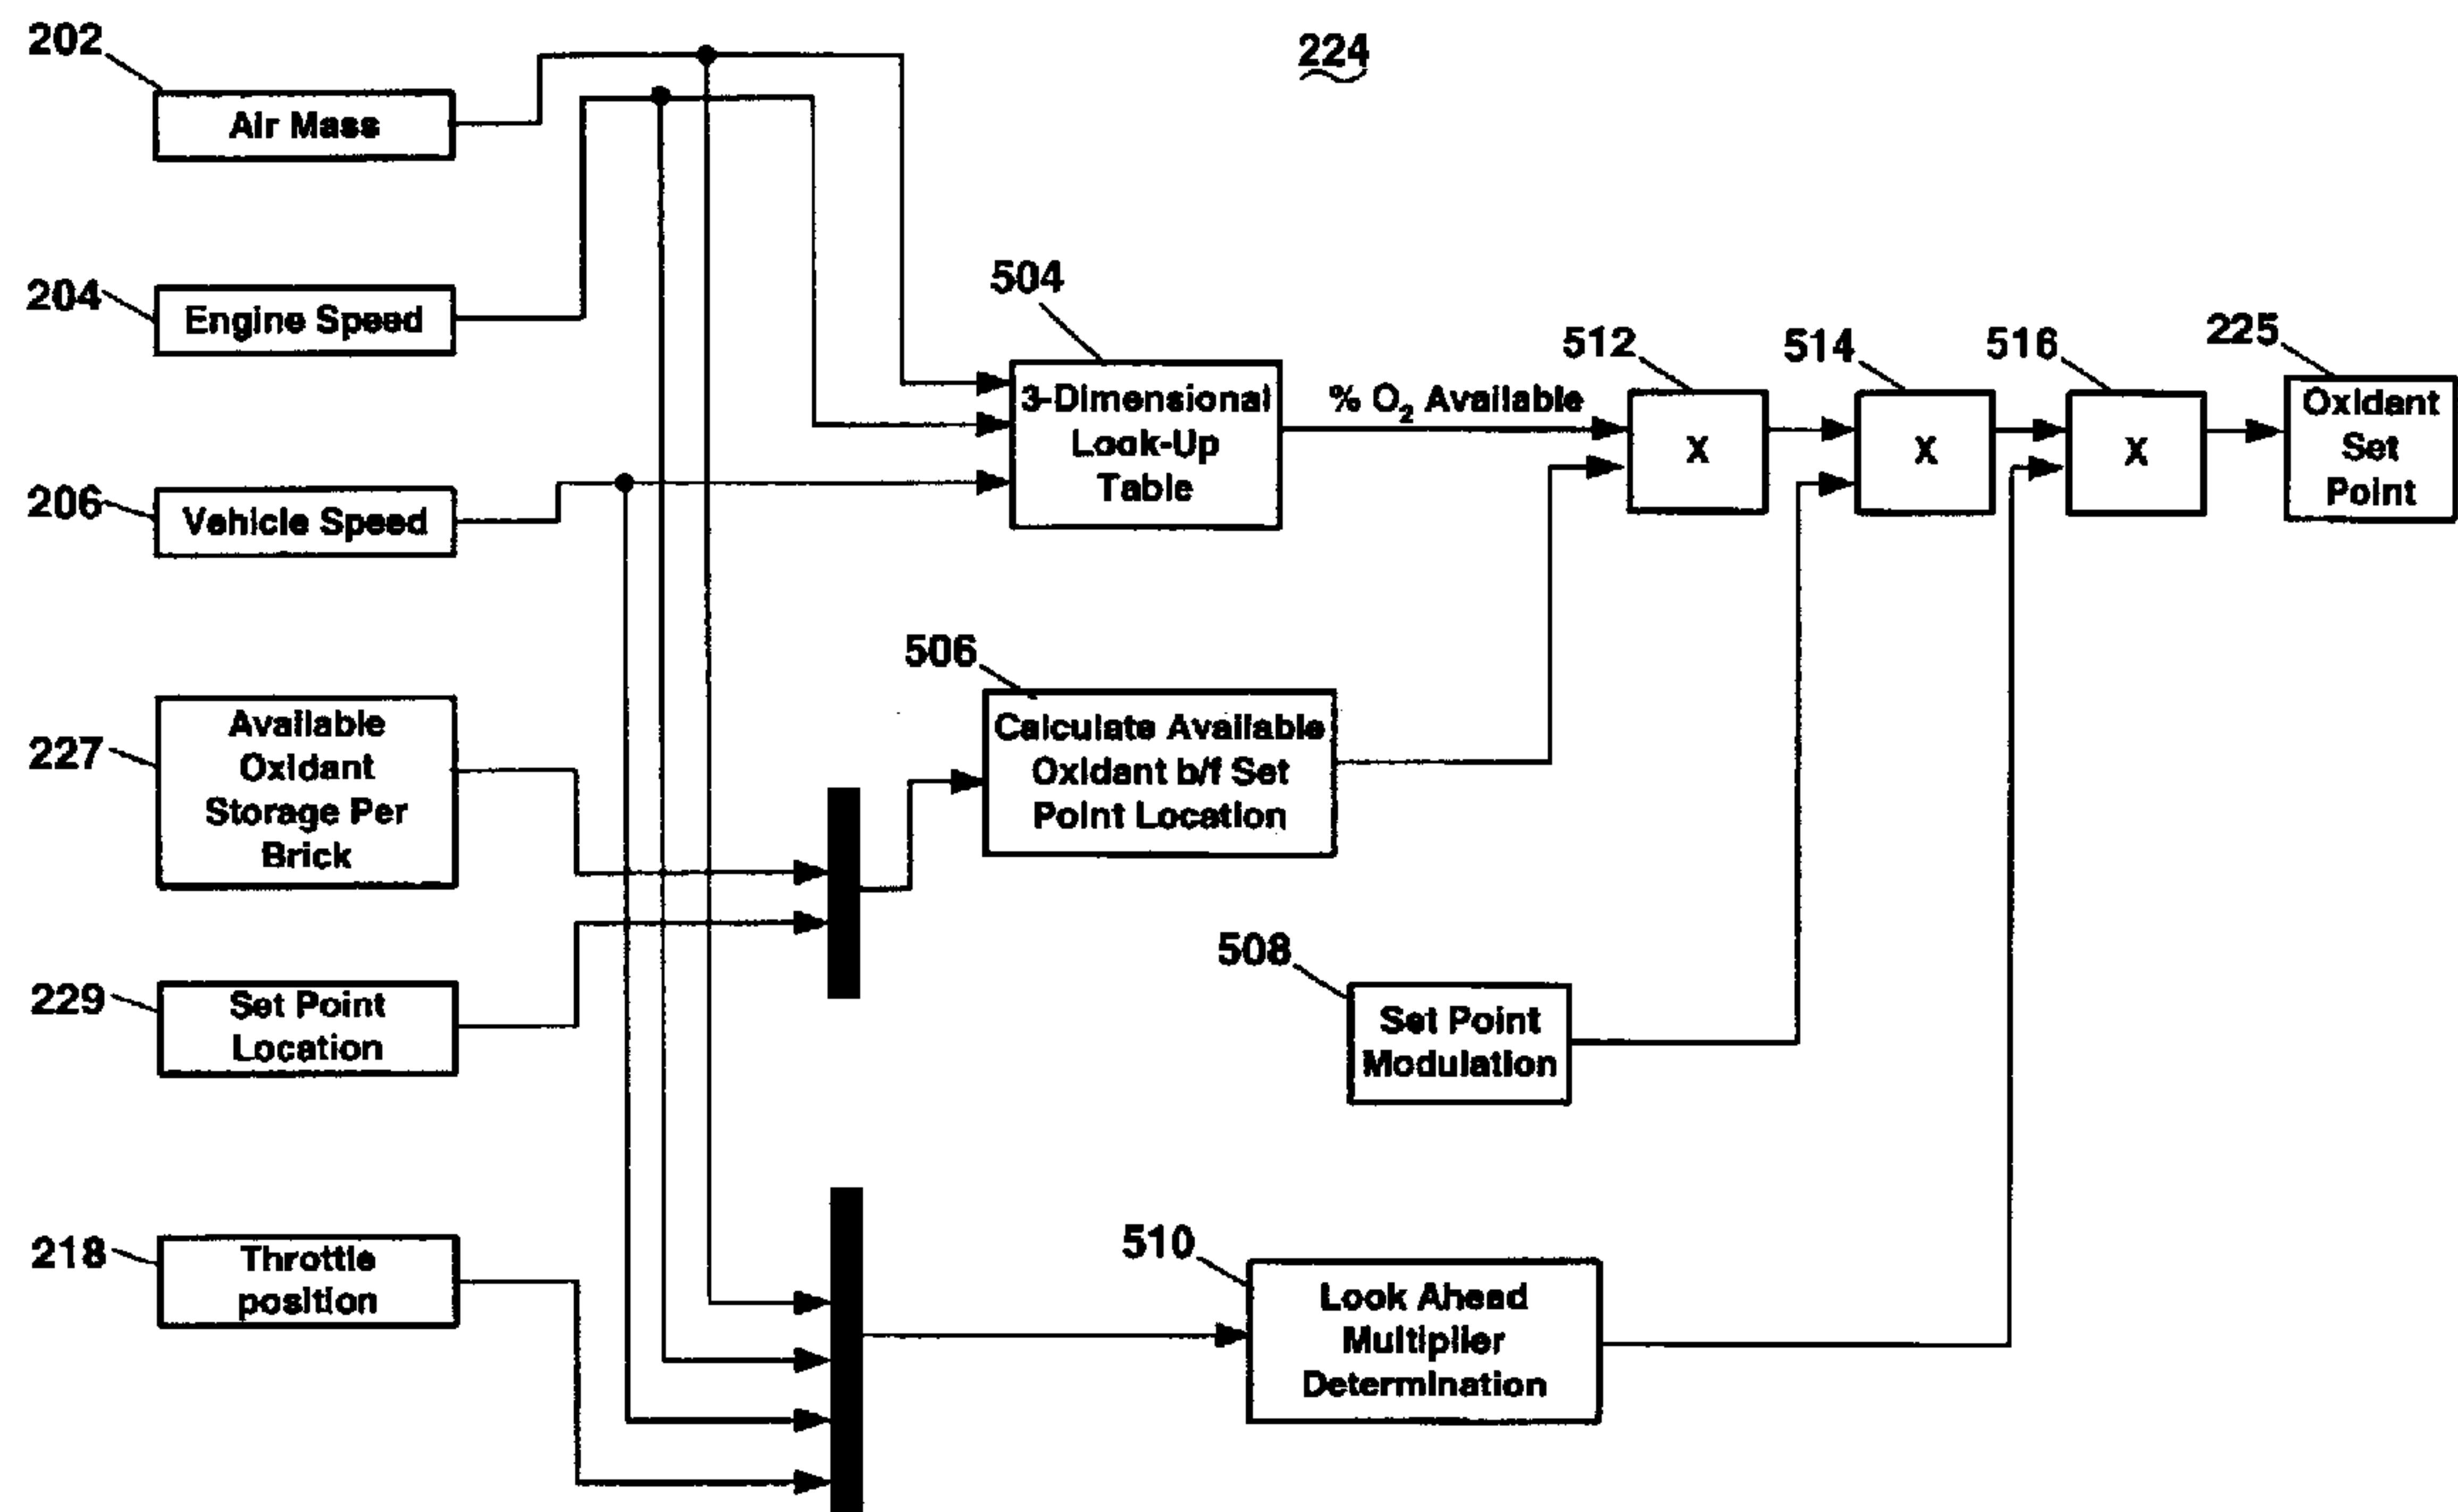 202
Air Mass
224
204
Engine Speed
206
Vehicle Speed
504
3-Dimensional
Look-Up
Table
% O₂ Available
512
X
514
X
516
X
225
Oxidant
Set
Point
227
Available
Oxidant
Storage Per
Brick
506
Calculate Available
Oxidant b/f Set
Point Location
229
Set Point
Location
508
Set Point
Modulation
218
Throttle
position
510
Look Ahead
Multiplier
Determination